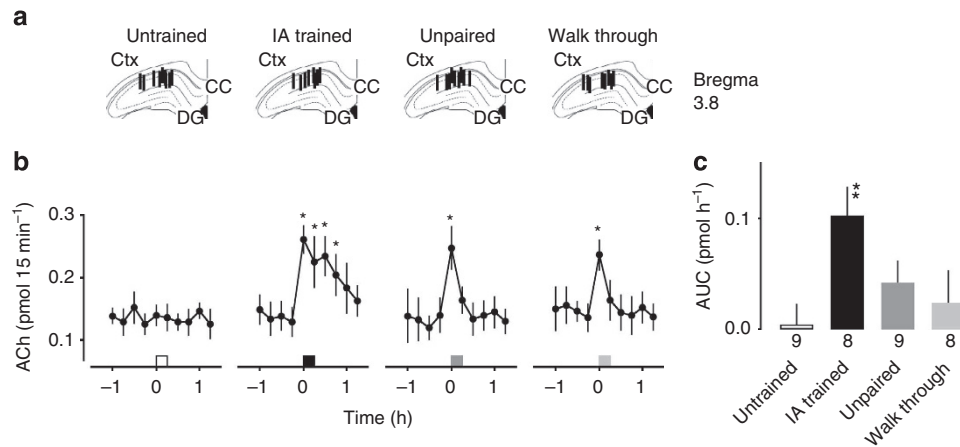 a
Untrained IA trained Unpaired Walk through
Ctx Ctx Ctx Ctx
CC CC CC CC
DG DG DG DG
Bregma
3.8
b
ACh (pmol 15 min⁻¹)
0.3
0.2
0.1
* * * * * *
−1 0 1 −1 0 1 −1 0 1 −1 0 1
Time (h)
c
AUC (pmol h⁻¹)
0.1
0.0
**
9 8 9 8
Untrained
IA trained
Unpaired
Walk through